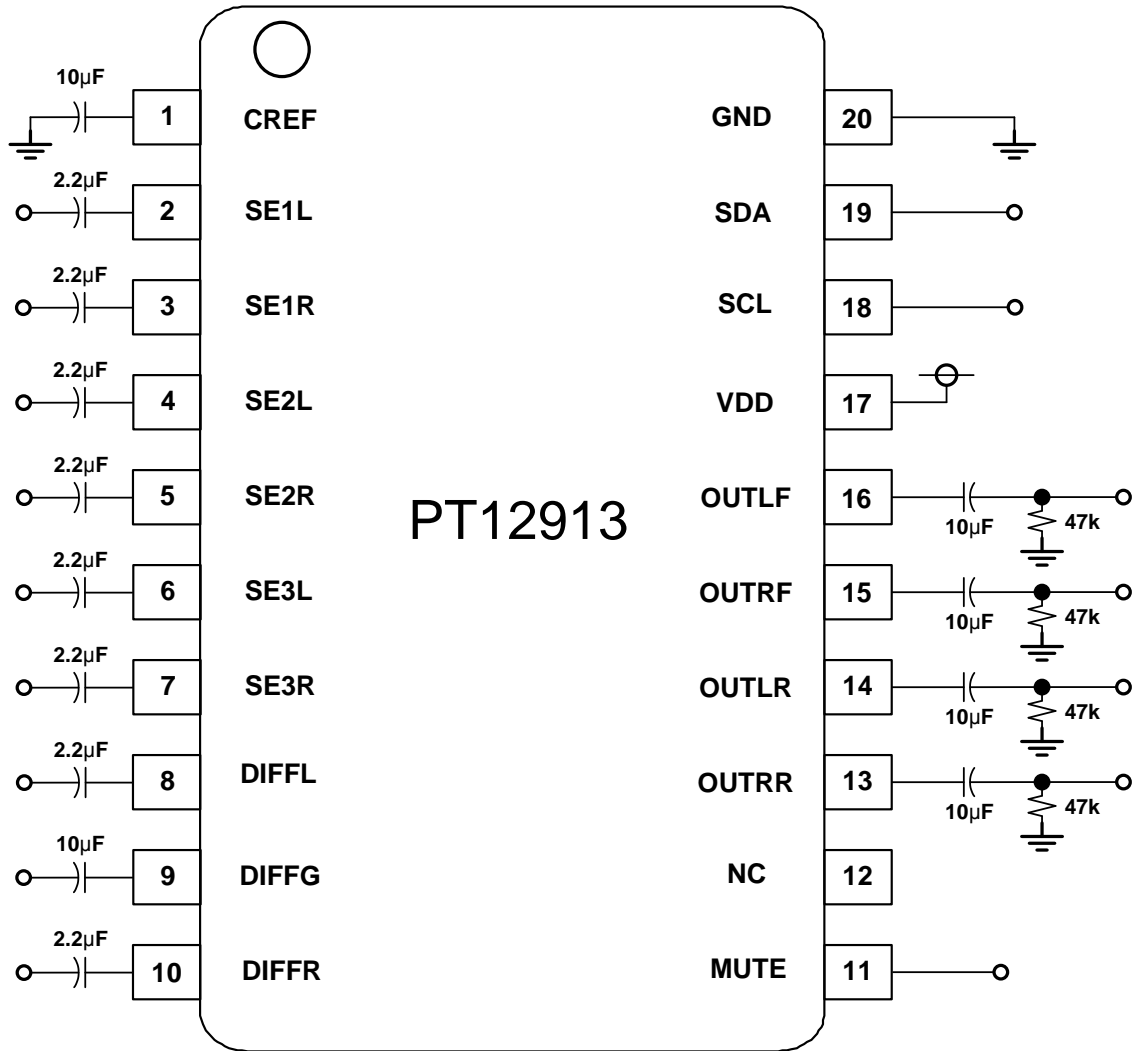 10µF
1 CREF GND 20
2.2µF
2 SE1L SDA 19
2.2µF
3 SE1R SCL 18
2.2µF
4 SE2L VDD 17
2.2µF
5 SE2R PT12913 OUTLF 16 10µF 47k
2.2µF
6 SE3L OUTRF 15 10µF 47k
2.2µF
7 SE3R OUTLR 14 10µF 47k
2.2µF
8 DIFFL OUTRR 13 10µF 47k
10µF
9 DIFFG NC 12
2.2µF
10 DIFFR MUTE 11